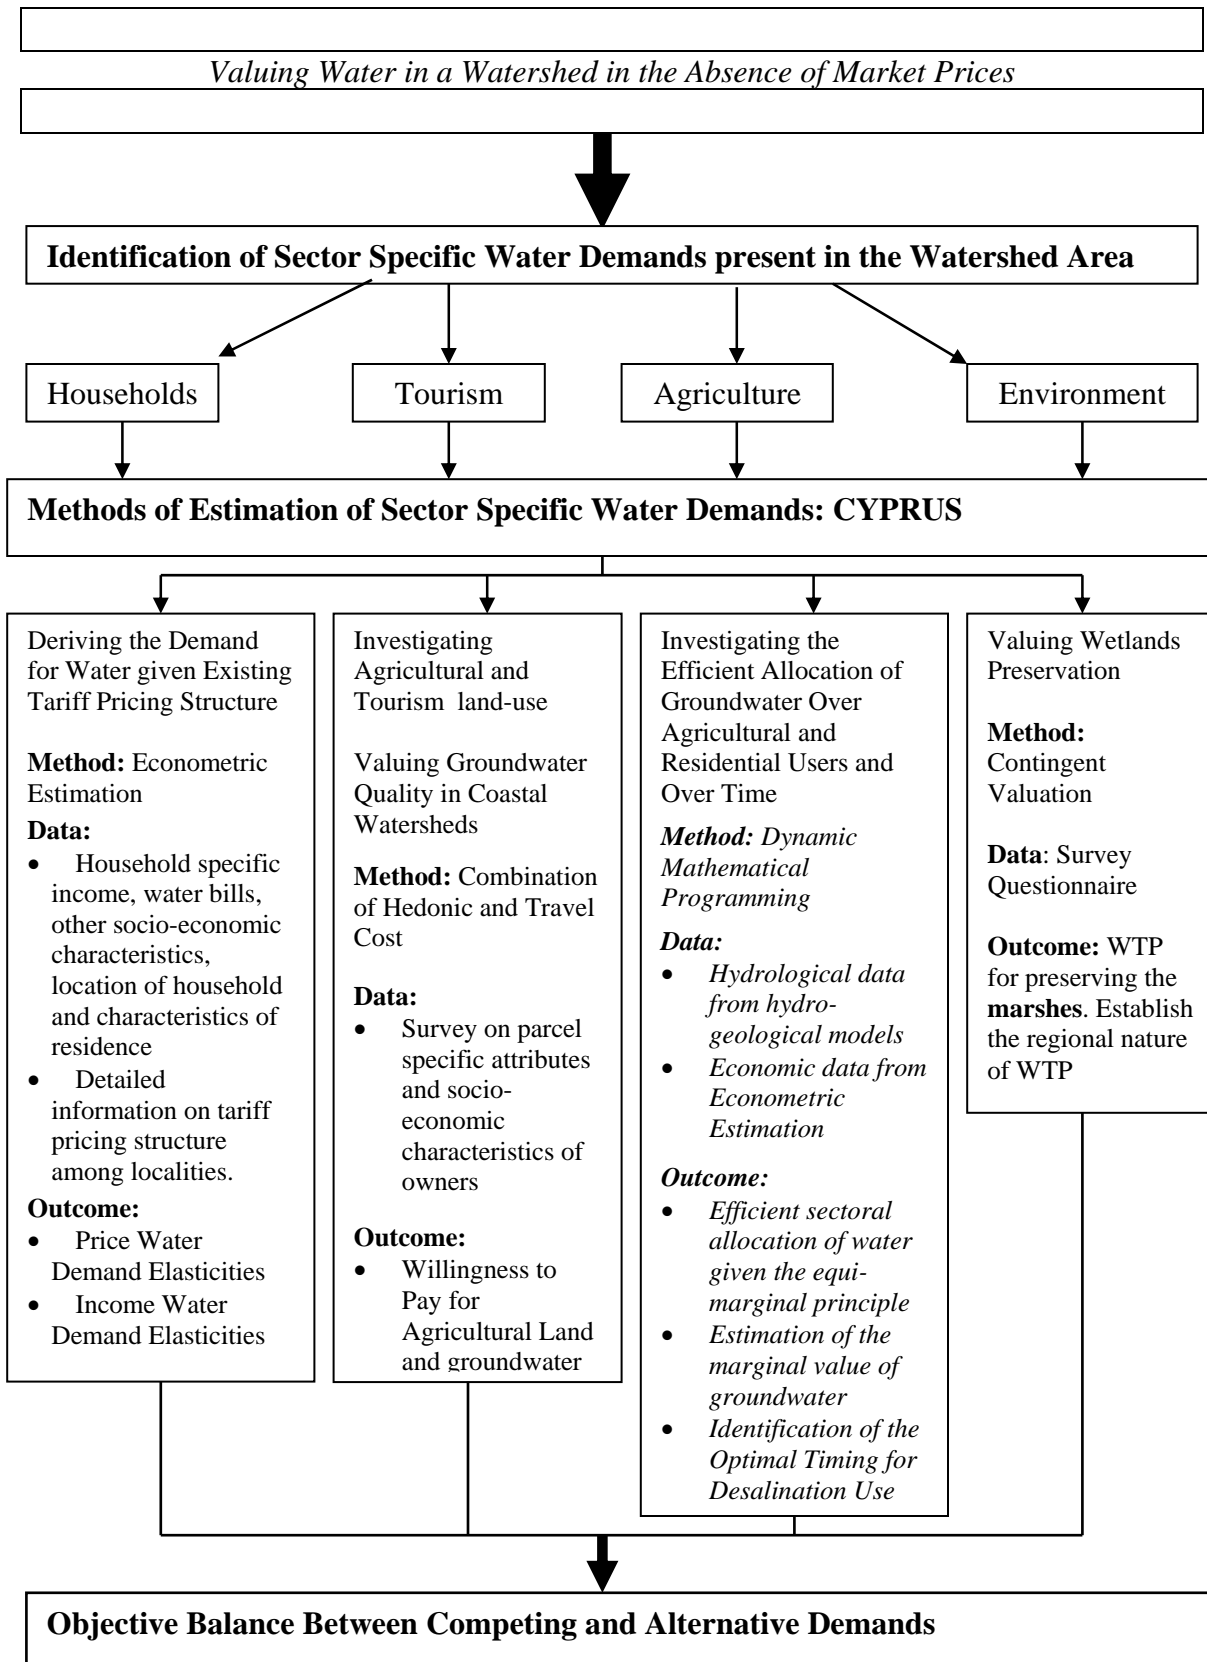 Valuing Water in a Watershed in the Absence of Market Prices
Identification of Sector Specific Water Demands present in the Watershed Area
Households
Tourism
Agriculture
Environment
Methods of Estimation of Sector Specific Water Demands: CYPRUS
Deriving the Demand
for Water given Existing
Tariff Pricing Structure
Method: Econometric
Estimation
Data:
• Household specific
income, water bills,
other socio-economic
characteristics,
location of household
and characteristics of
residence
• Detailed
information on tariff
pricing structure
among localities.
Outcome:
• Price Water
Demand Elasticities
• Income Water
Demand Elasticities
Investigating
Agricultural and
Tourism land-use
Valuing Groundwater
Quality in Coastal
Watersheds
Method: Combination
of Hedonic and Travel
Cost
Data:
• Survey on parcel
specific attributes
and socio-
economic
characteristics of
owners
Outcome:
• Willingness to
Pay for
Agricultural Land
and groundwater
Investigating the
Efficient Allocation of
Groundwater Over
Agricultural and
Residential Users and
Over Time
Method: Dynamic
Mathematical
Programming
Data:
• Hydrological data
from hydro-
geological models
• Economic data from
Econometric
Estimation
Outcome:
• Efficient sectoral
allocation of water
given the equi-
marginal principle
• Estimation of the
marginal value of
groundwater
• Identification of the
Optimal Timing for
Desalination Use
Valuing Wetlands
Preservation
Method:
Contingent
Valuation
Data: Survey
Questionnaire
Outcome: WTP
for preserving the
marshes. Establish
the regional nature
of WTP
Objective Balance Between Competing and Alternative Demands